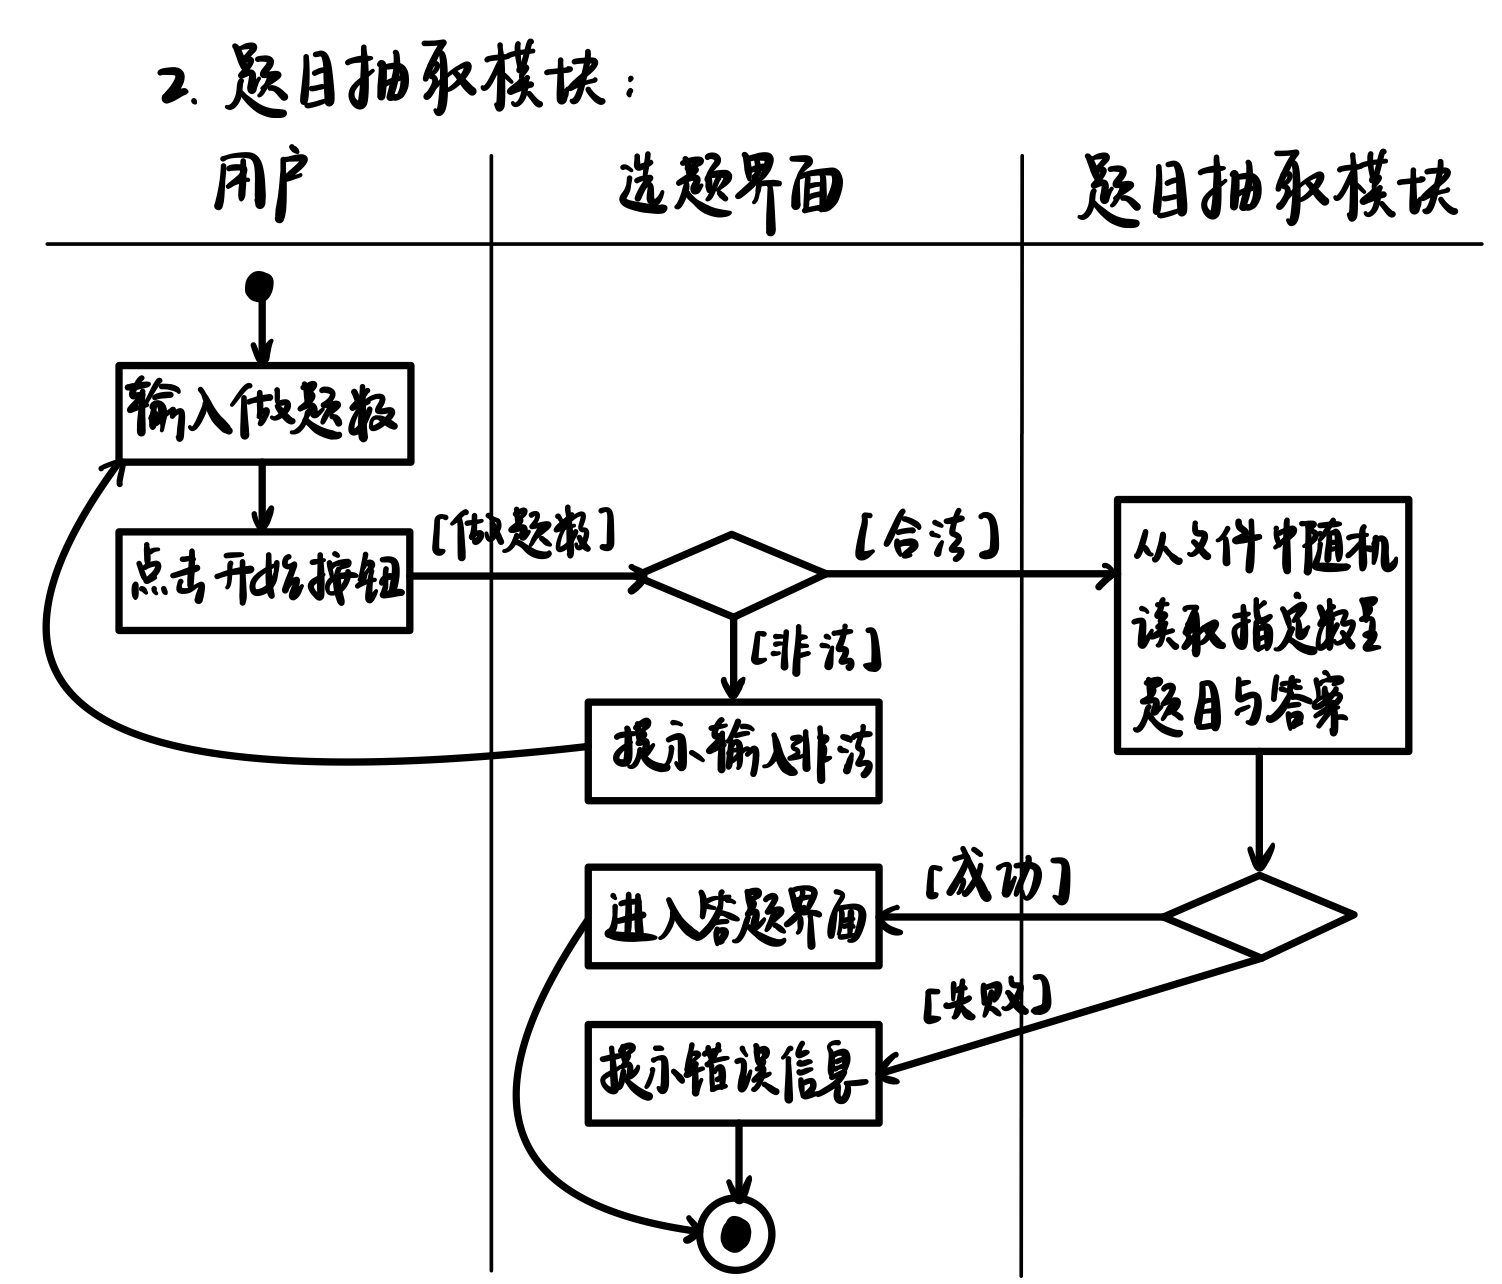 2. 题目抽取模块:
用户
选题界面
题目抽取模块
输入做题数
点击开始按钮
[做题数]
[合法]
[非法]
提示输入非法
从文件中随机
读取指定数量
题目与答案
[成功]
进入答题界面
[失败]
提示错误信息